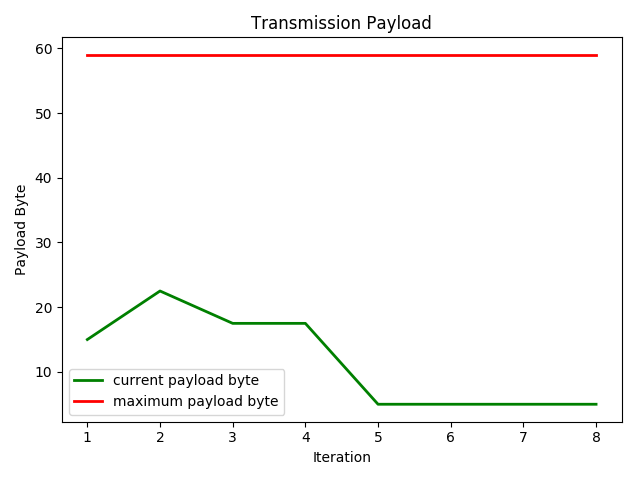 Transmission Payload
Payload Byte
60
50
40
30
20
10
current payload byte
maximum payload byte
1 2 3 4 5 6 7 8
Iteration